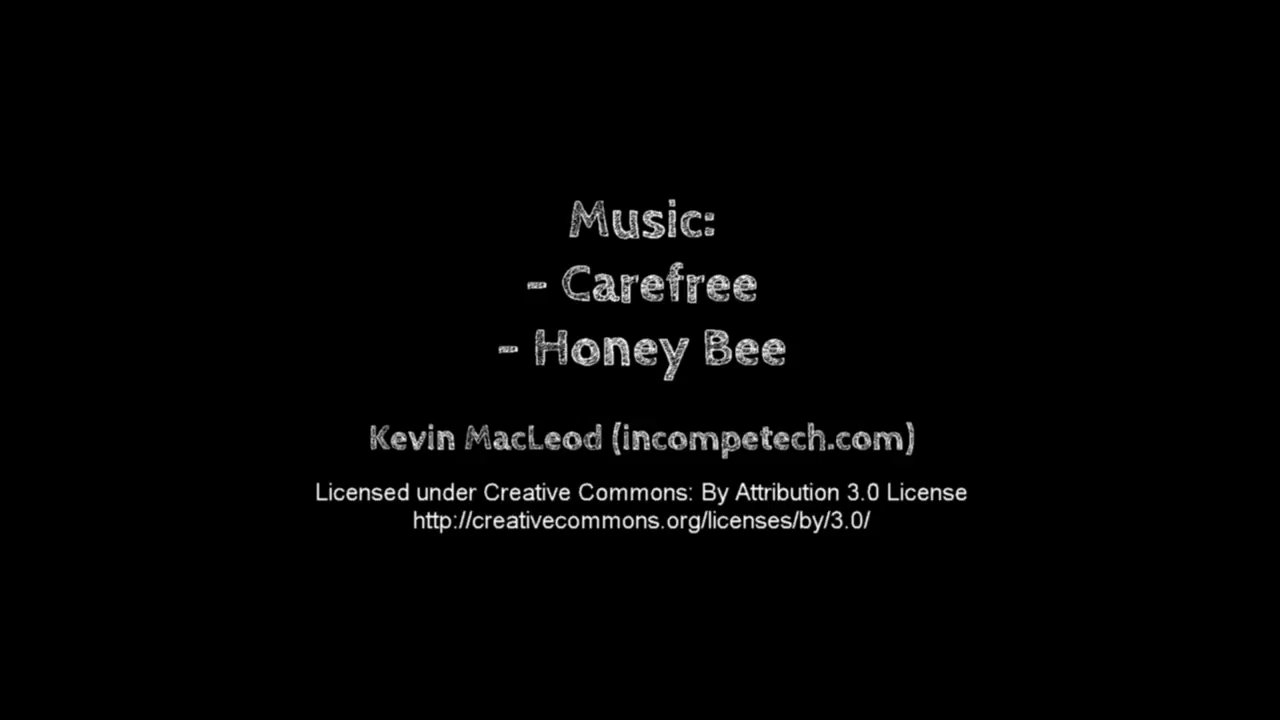 Music:
- Carefree
- Honey Bee
Kevin MacLeod (incompetech.com)
Licensed under Creative Commons: By Attribution 3.0 License
http://creativecommons.org/licenses/by/3.0/